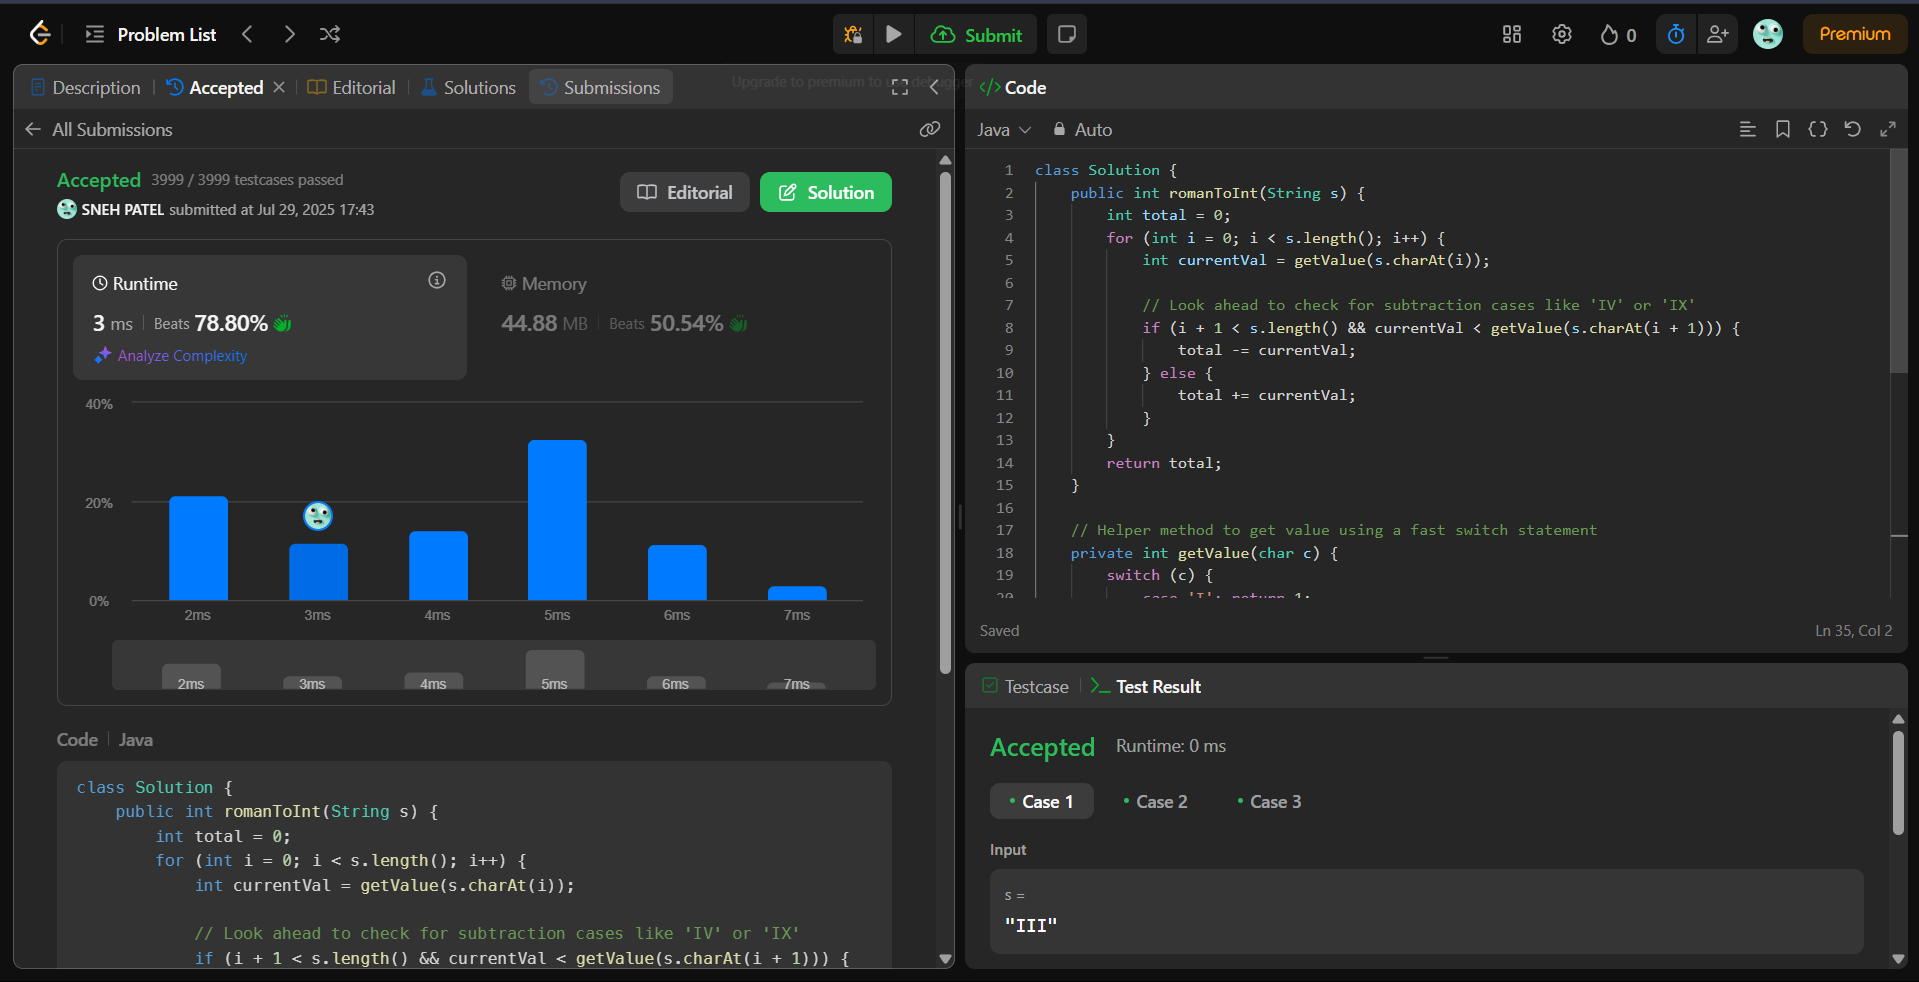 Problem List
Submit
0
Premium
Upgrade to premium to use debugger
Description
Accepted
Editorial
Solutions
Submissions
All Submissions
Accepted 3999 / 3999 testcases passed
SNEH PATEL submitted at Jul 29, 2025 17:43
Editorial
Solution
Runtime
3 ms Beats 78.80%
Analyze Complexity
Memory
44.88 MB Beats 50.54%
40%
20%
0%
2ms 3ms 4ms 5ms 6ms 7ms
2ms 3ms 4ms 5ms 6ms 7ms
Code Java
class Solution {
public int romanToInt(String s) {
int total = 0;
for (int i = 0; i < s.length(); i++) {
int currentVal = getValue(s.charAt(i));
// Look ahead to check for subtraction cases like 'IV' or 'IX'
if (i + 1 < s.length() && currentVal < getValue(s.charAt(i + 1))) {
</> Code
Java Auto
1 class Solution {
2 public int romanToInt(String s) {
3 int total = 0;
4 for (int i = 0; i < s.length(); i++) {
5 int currentVal = getValue(s.charAt(i));
6
7 // Look ahead to check for subtraction cases like 'IV' or 'IX'
8 if (i + 1 < s.length() && currentVal < getValue(s.charAt(i + 1))) {
9 total -= currentVal;
10 } else {
11 total += currentVal;
12 }
13 }
14 return total;
15 }
16
17 // Helper method to get value using a fast switch statement
18 private int getValue(char c) {
19 switch (c) {
20 case 'I': return 1;
Saved
Ln 35, Col 2
Testcase
Test Result
Accepted Runtime: 0 ms
Case 1
Case 2
Case 3
Input
s =
"III"